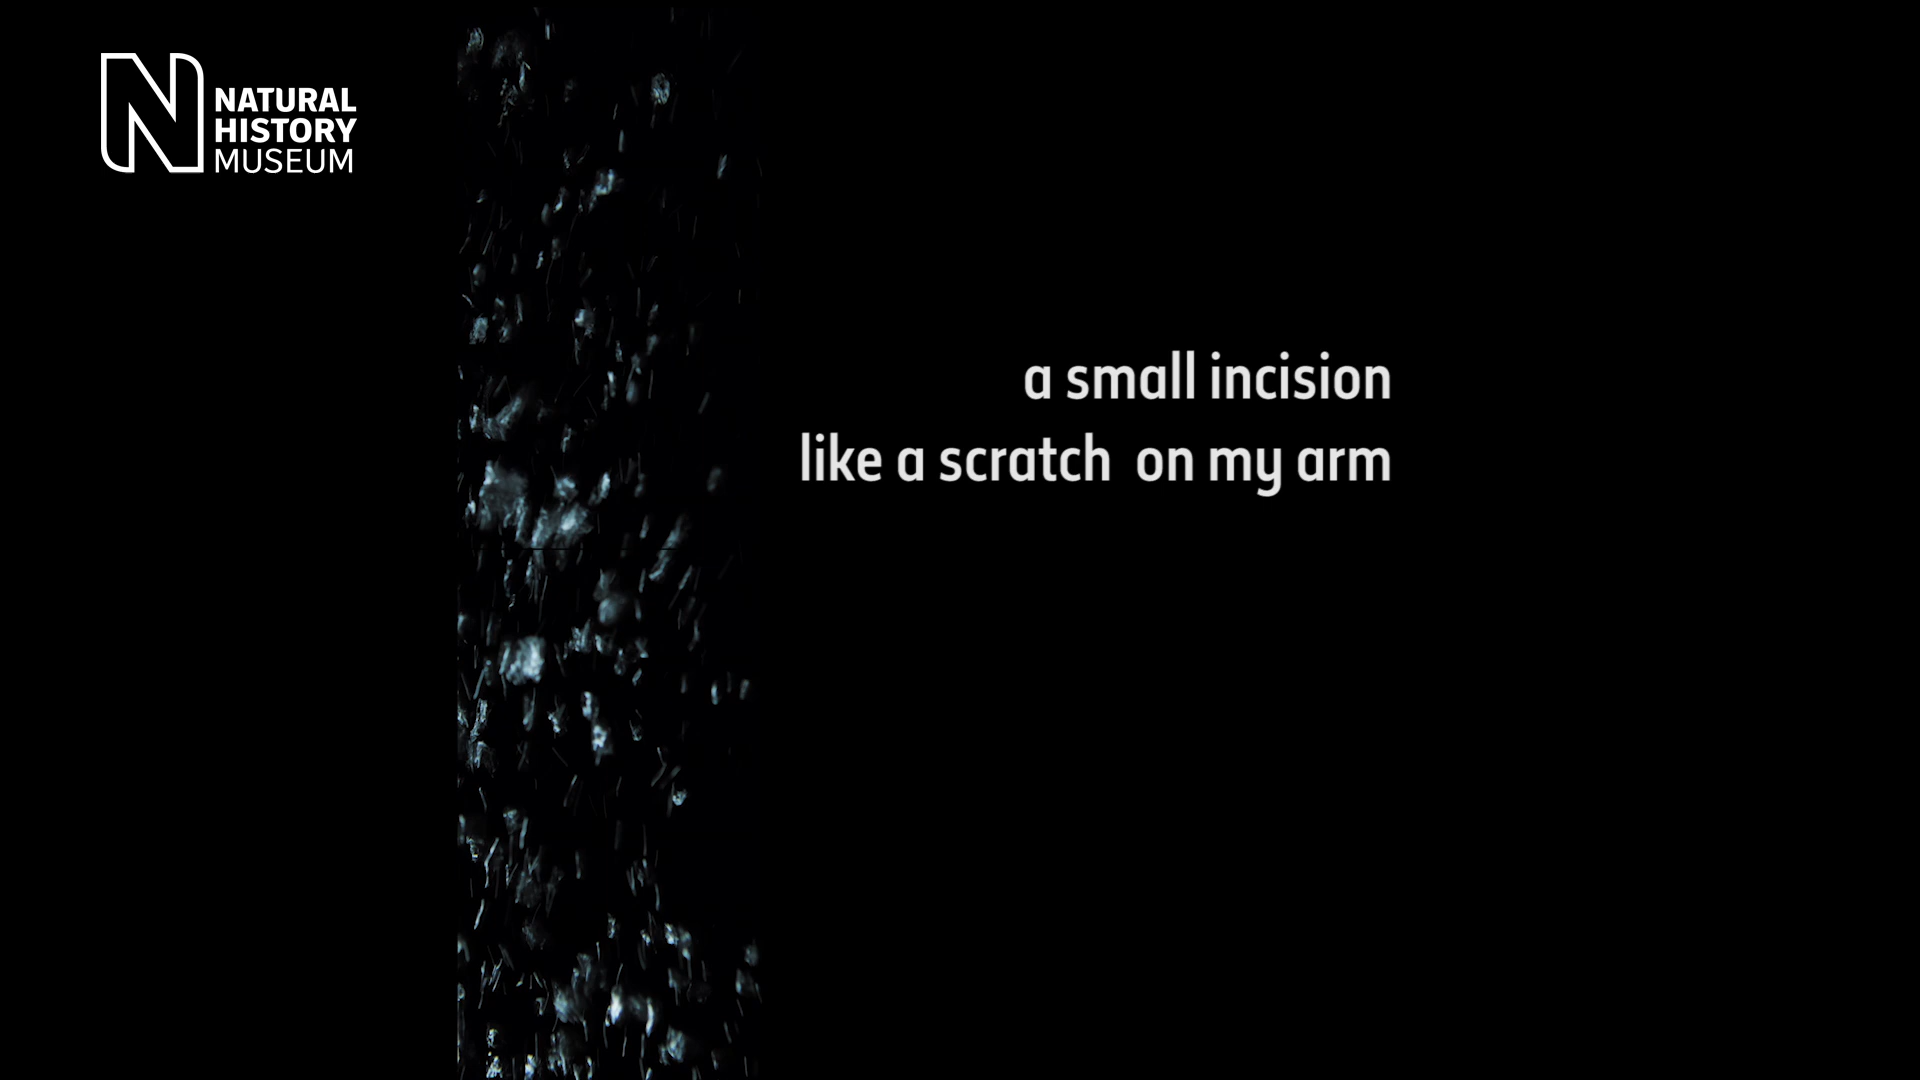 NATURAL
HISTORY
MUSEUM
a small incision
like a scratch  on my arm